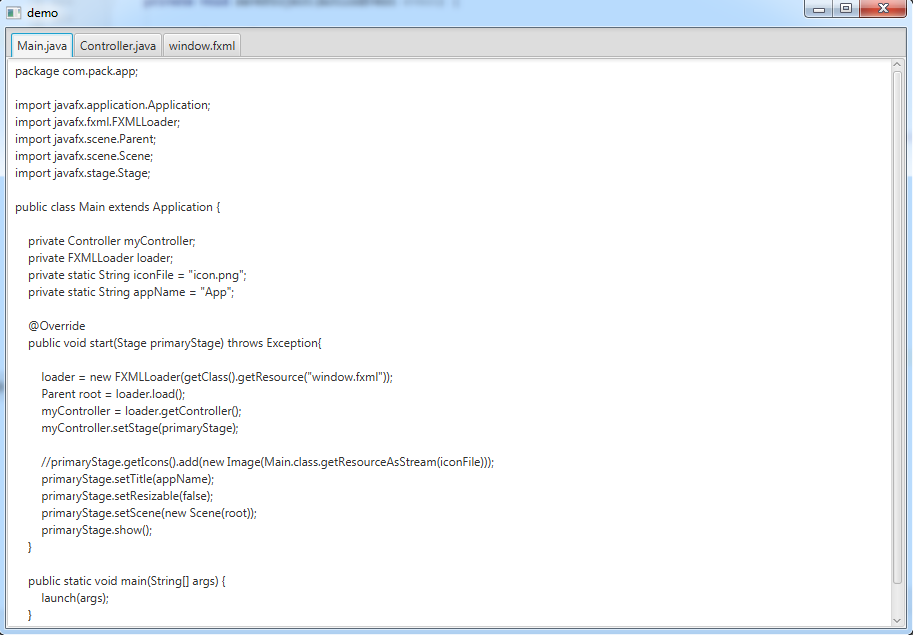 demo
Main.java Controller.java window.fxml
package com.pack.app;
import javafx.application.Application;
import javafx.fxml.FXMLLoader;
import javafx.scene.Parent;
import javafx.scene.Scene;
import javafx.stage.Stage;
public class Main extends Application {
private Controller myController;
private FXMLLoader loader;
private static String iconFile = "icon.png";
private static String appName = "App";
@Override
public void start(Stage primaryStage) throws Exception{
loader = new FXMLLoader(getClass().getResource("window.fxml"));
Parent root = loader.load();
myController = loader.getController();
myController.setStage(primaryStage);
//primaryStage.getIcons().add(new Image(Main.class.getResourceAsStream(iconFile)));
primaryStage.setTitle(appName);
primaryStage.setResizable(false);
primaryStage.setScene(new Scene(root));
primaryStage.show();
}
public static void main(String[] args) {
launch(args);
}